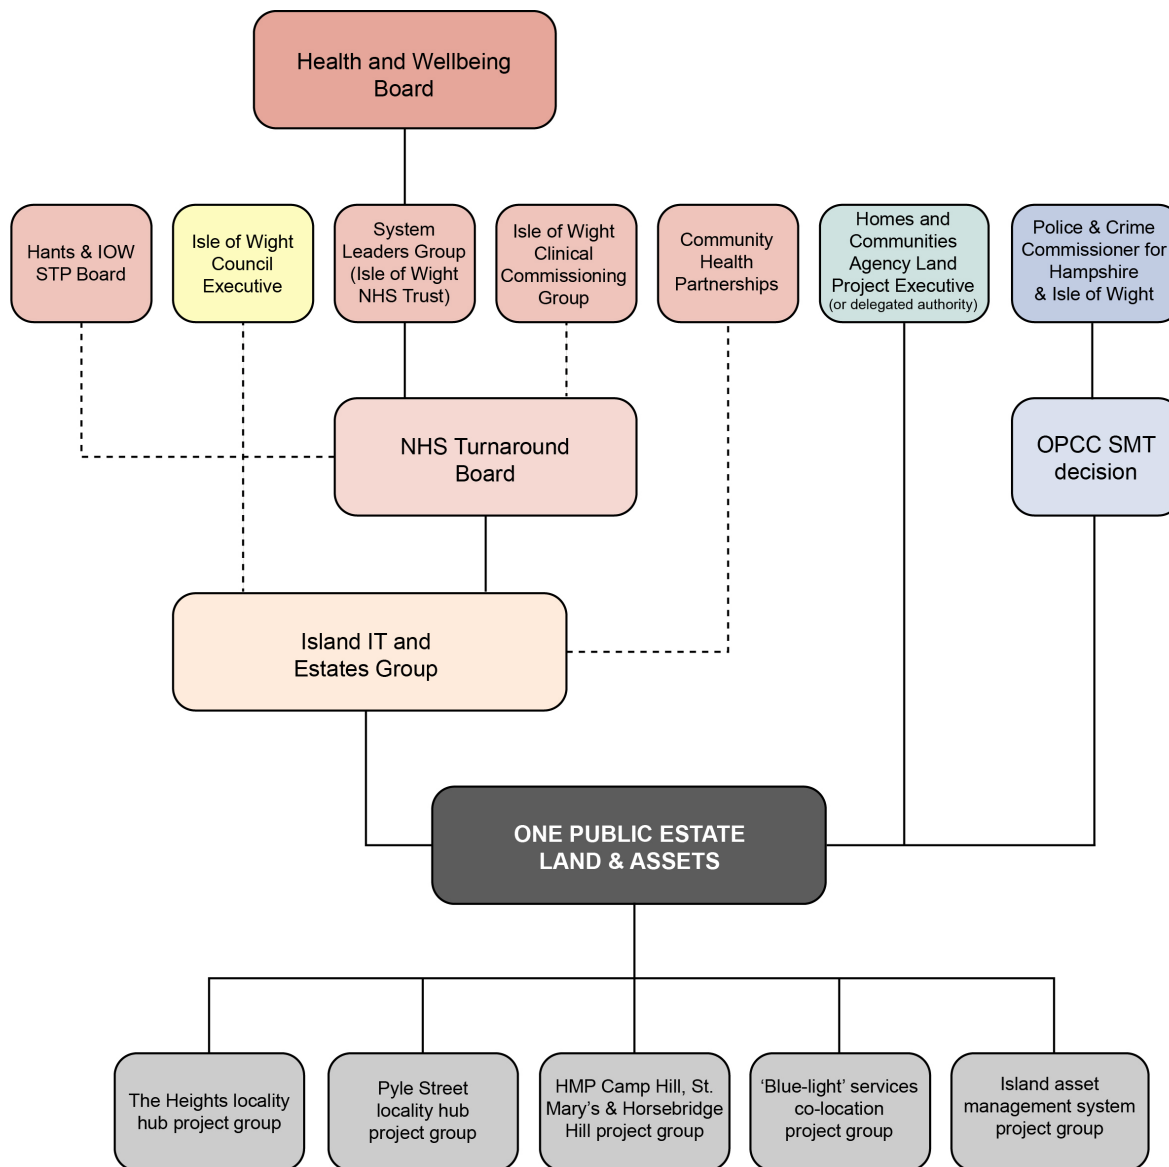 Health and Wellbeing
Board
Hants & IOW
STP Board
Isle of Wight
Council
Executive
System
Leaders Group
(Isle of Wight
NHS Trust)
Isle of Wight
Clinical
Commissioning
Group
Community
Health
Partnerships
Homes and
Communities
Agency Land
Project Executive
(or delegated authority)
Police & Crime
Commissioner for
Hampshire
& Isle of Wight
NHS Turnaround
Board
OPCC SMT
decision
Island IT and
Estates Group
ONE PUBLIC ESTATE
LAND & ASSETS
The Heights locality
hub project group
Pyle Street
locality hub
project group
HMP Camp Hill, St.
Mary’s & Horsebridge
Hill project group
‘Blue-light’ services
co-location
project group
Island asset
management system
project group